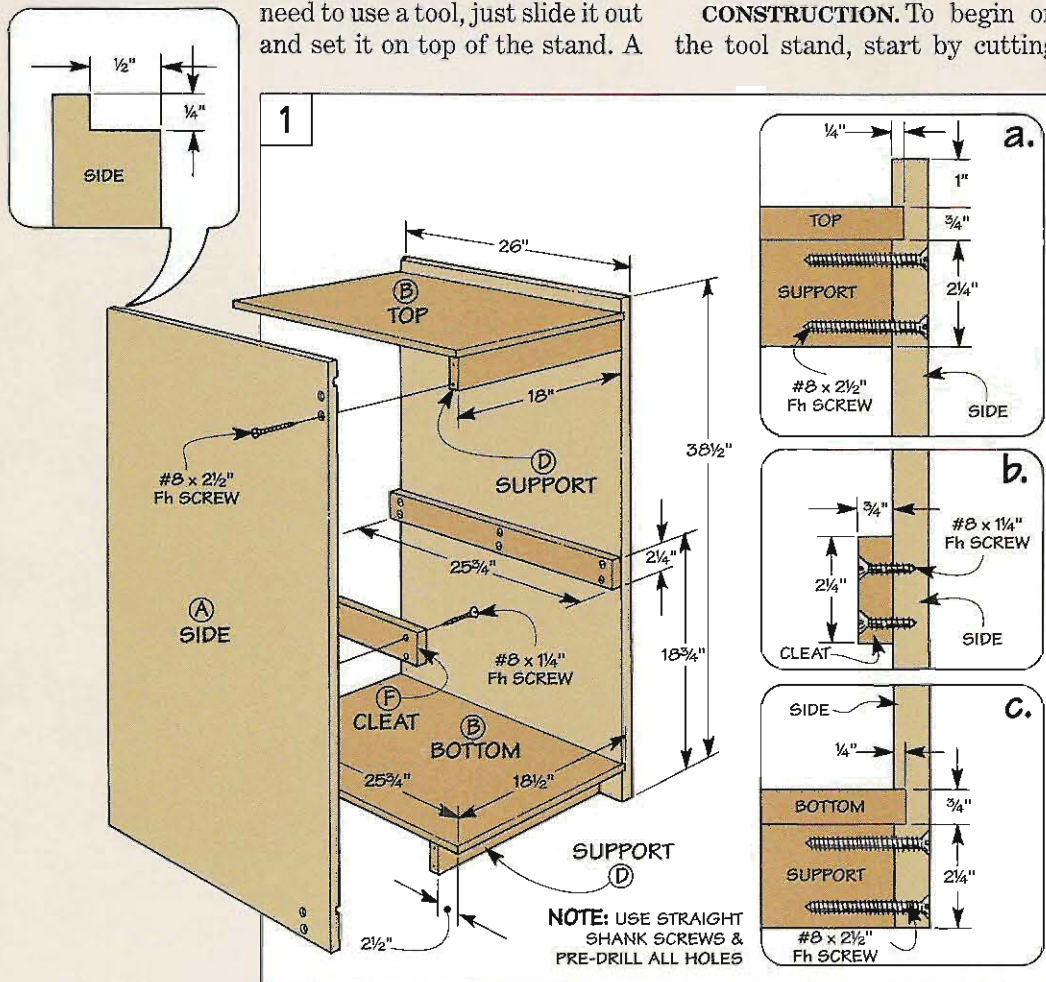 need to use a tool, just slide it out
and set it on top of the stand. A
CONSTRUCTION. To begin on
the tool stand, start by cutting
½"
¼"
SIDE
1
26"
B
TOP
18"
#8 x 2½"
Fh SCREW
D
SUPPORT
38½"
2¼"
25¾"
A
SIDE
#8 x 1¼"
Fh SCREW
18¾"
F
CLEAT
B
BOTTOM
25¾"
18½"
SUPPORT
D
2½"
NOTE: USE STRAIGHT
SHANK SCREWS &
PRE-DRILL ALL HOLES
a.
¼"
1"
TOP
¾"
SUPPORT
2¼"
#8 x 2½"
Fh SCREW
SIDE
b.
¾"
#8 x 1¼"
Fh SCREW
2¼"
CLEAT
SIDE
c.
SIDE
¼"
BOTTOM
¾"
SUPPORT
2¼"
#8 x 2½"
Fh SCREW